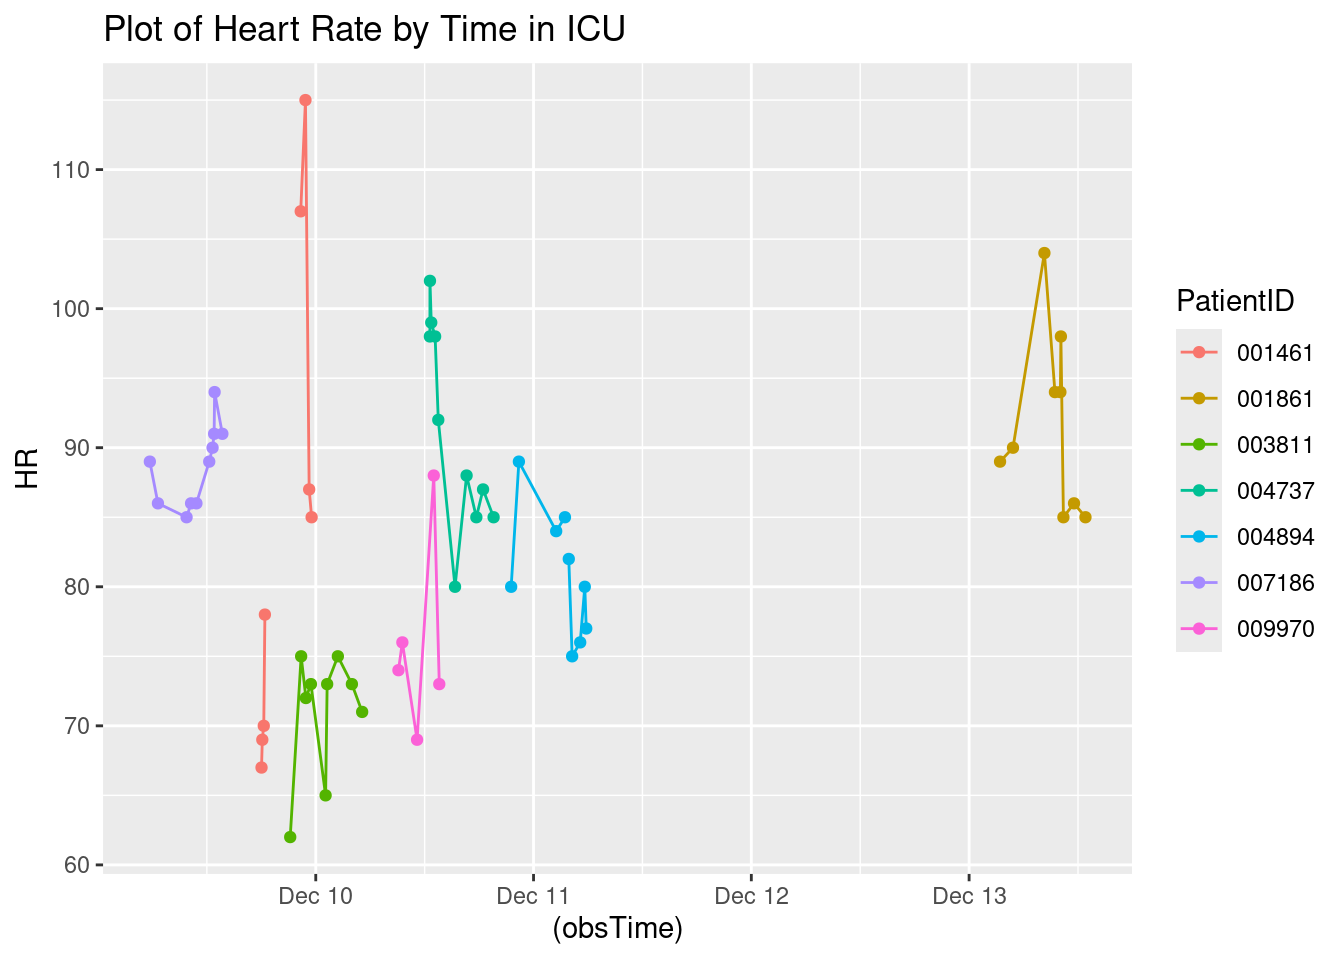 Plot of Heart Rate by Time in ICU
HR
110
100
90
80
70
60
Dec 10
Dec 11
Dec 12
Dec 13
(obsTime)
PatientID
001461
001861
003811
004737
004894
007186
009970